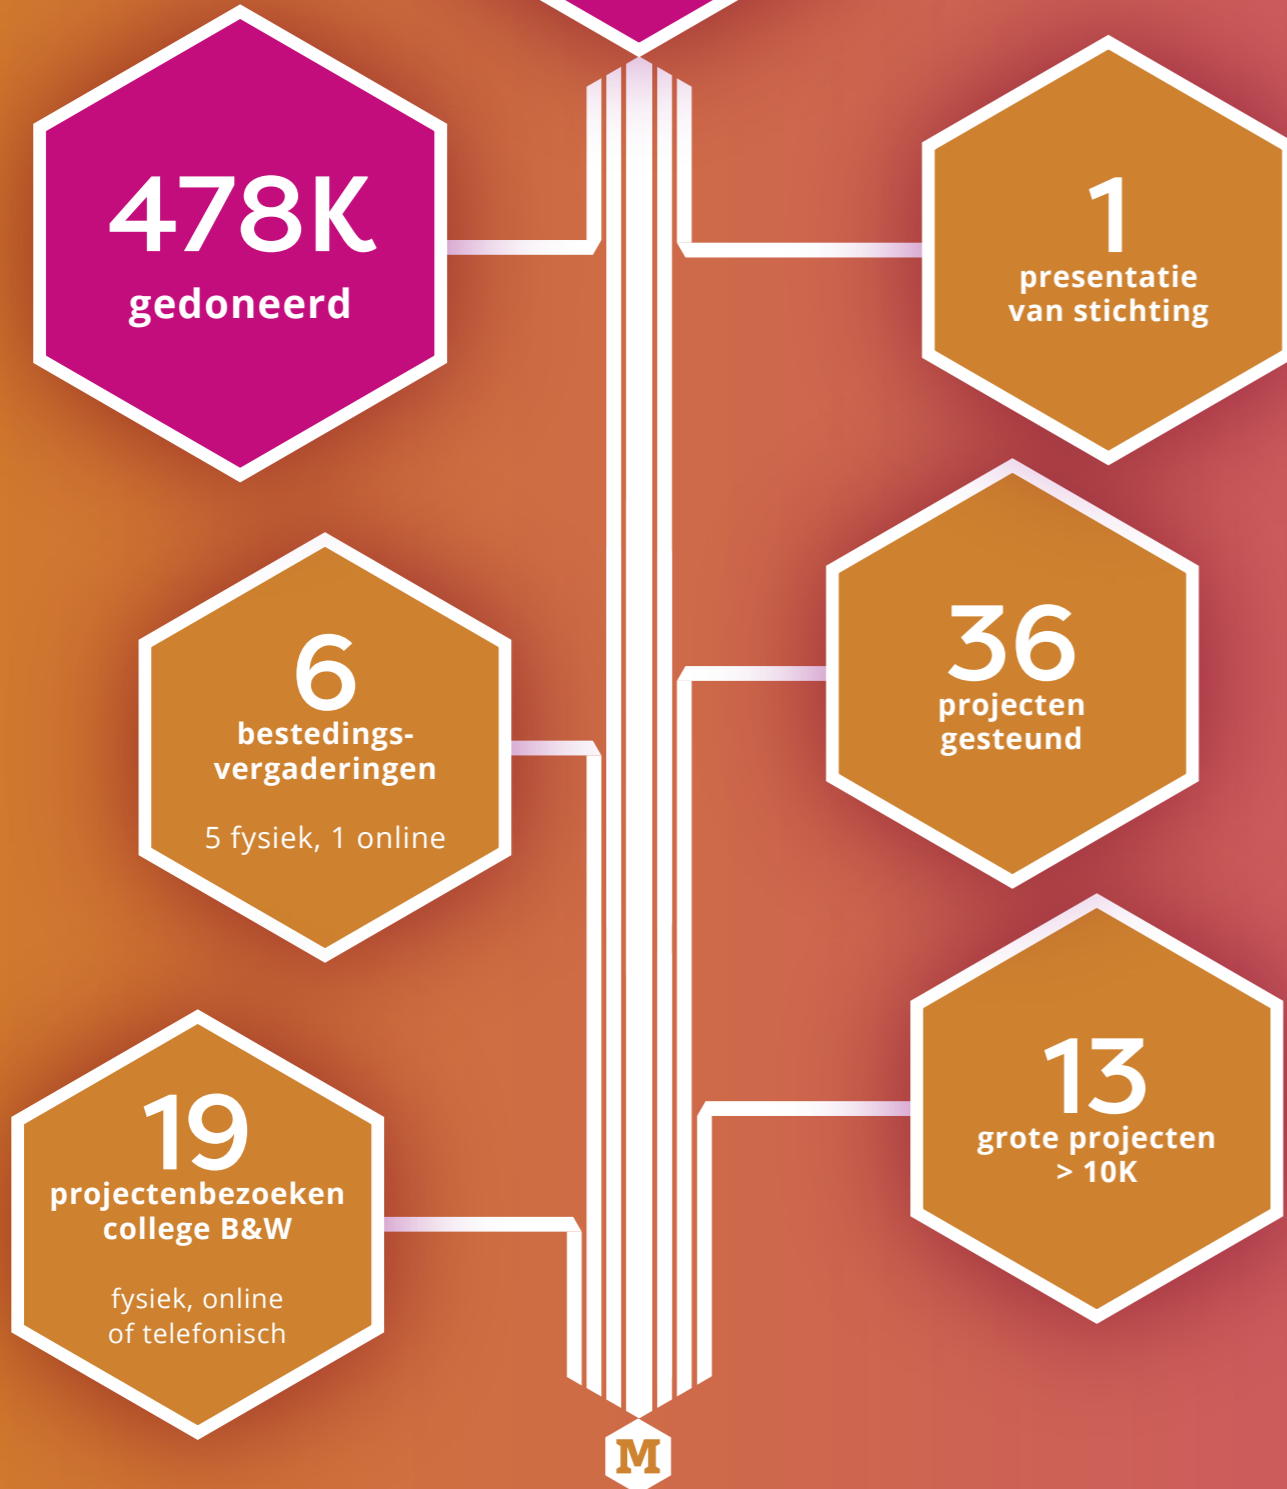 478K
gedoneerd
1
presentatie
van stichting
6
bestedings-
vergaderingen
5 fysiek, 1 online
36
projecten
gesteund
19
projectenbezoeken
college B&W
fysiek, online
of telefonisch
13
grote projecten
> 10K
M